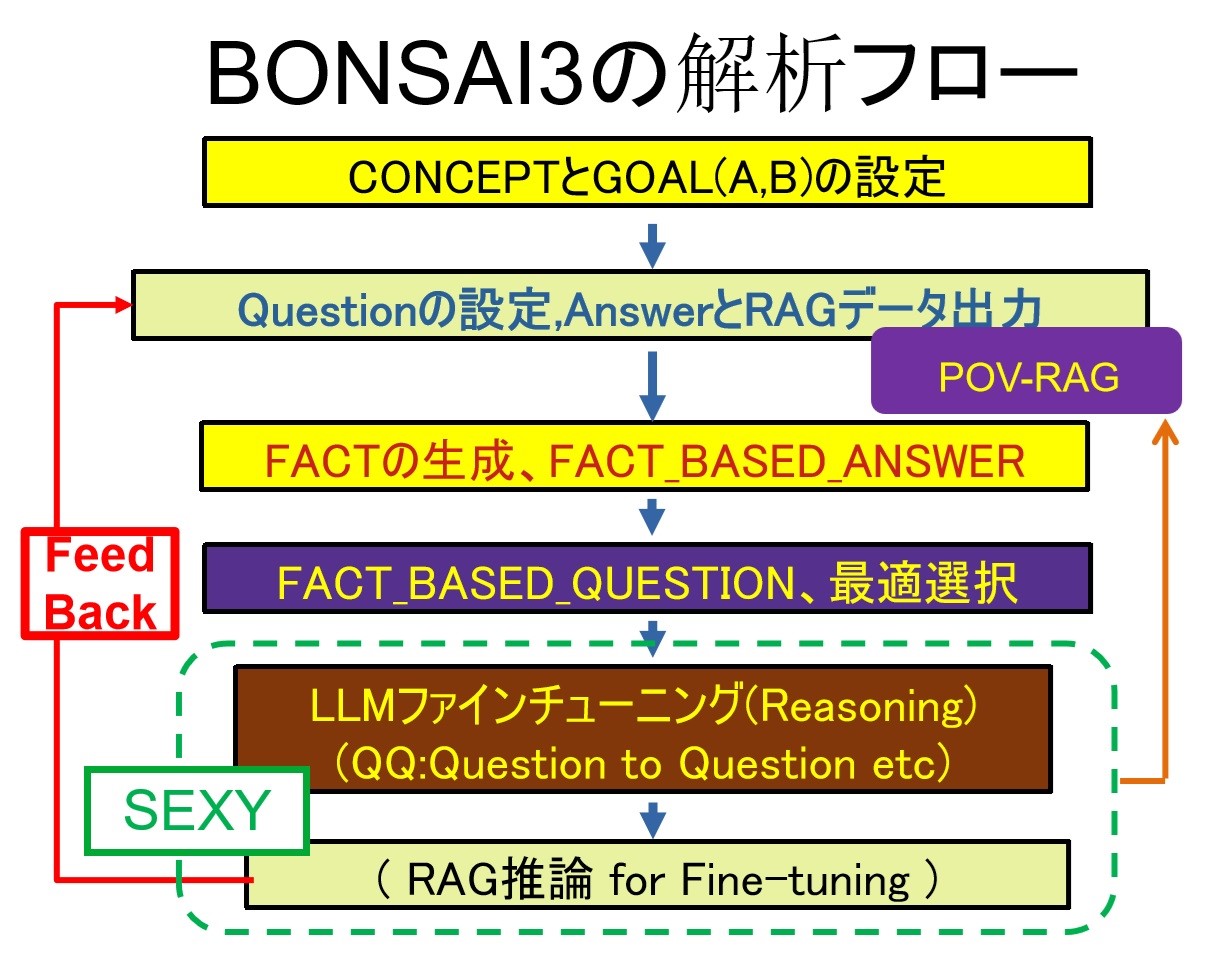 BONSAI3の解析フロー
CONCEPTとGOAL(A,B)の設定
Questionの設定,AnswerとRAGデータ出力
POV-RAG
FACTの生成、FACT_BASED_ANSWER
Feed
Back
FACT_BASED_QUESTION、最適選択
LLMファインチューニング(Reasoning)
(QQ:Question to Question etc)
SEXY
( RAG推論 for Fine-tuning )